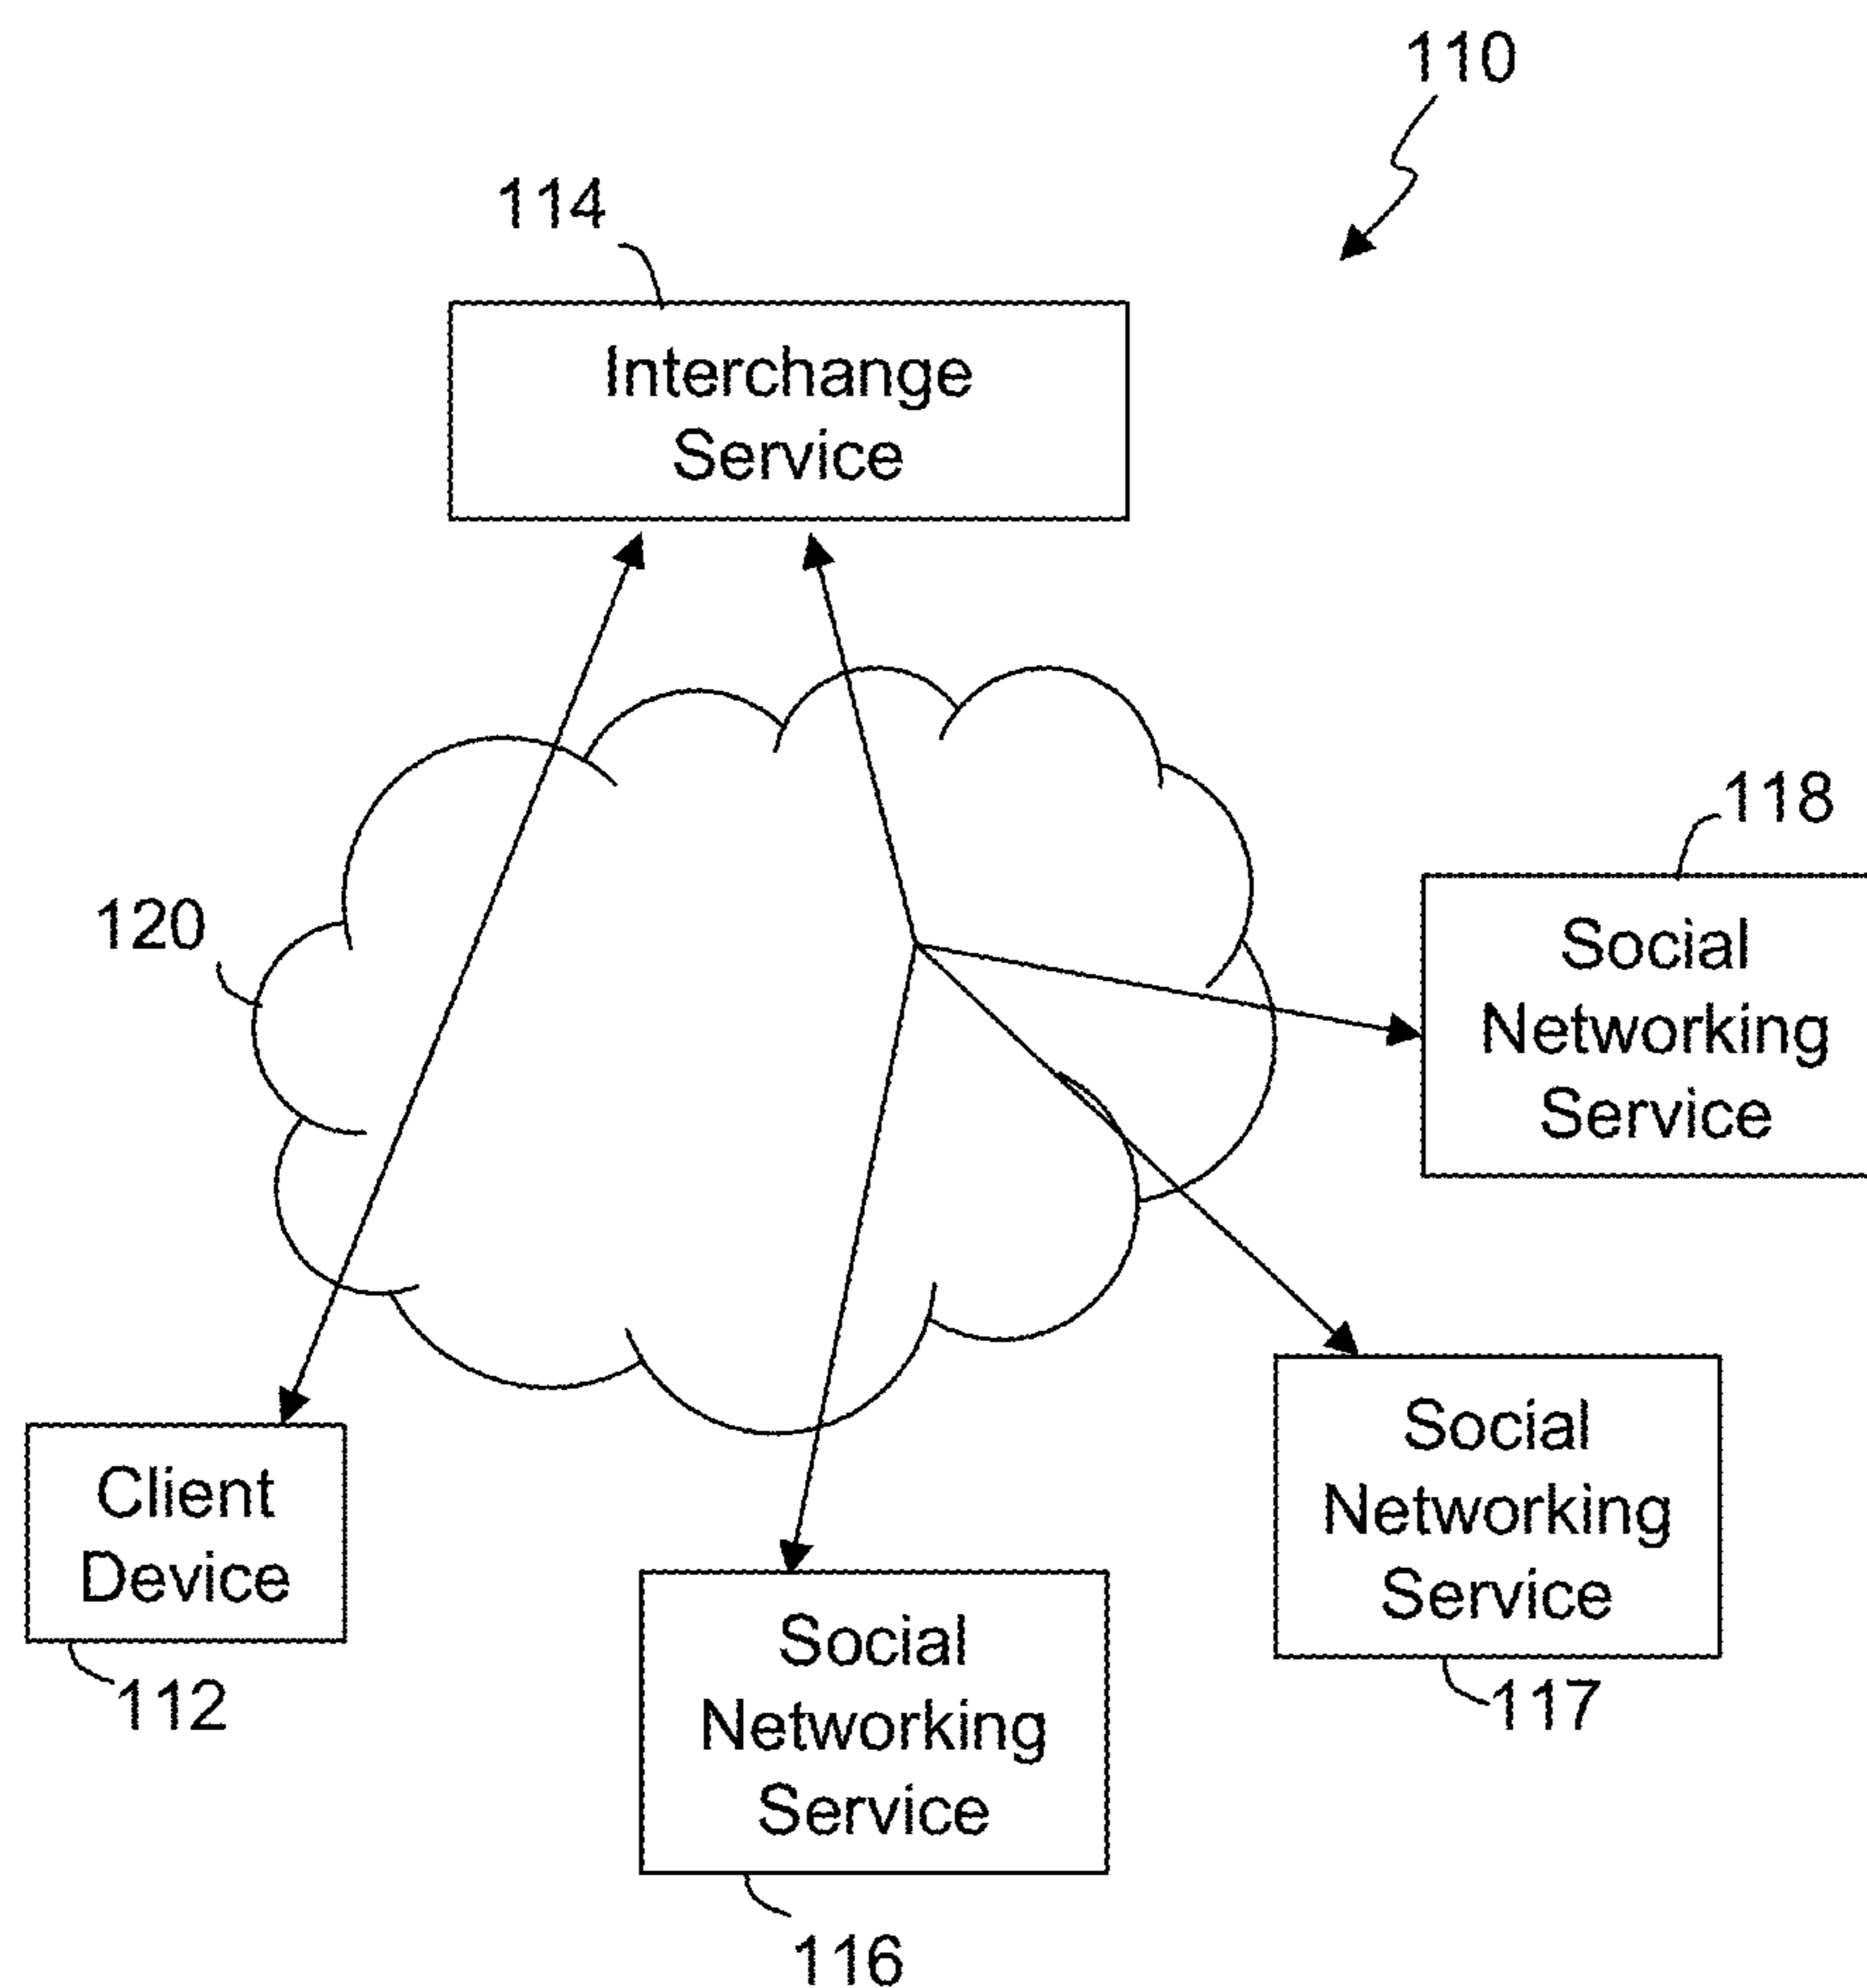 110
114
Interchange
Service
118
Social
Networking
Service
120
Social
Networking
Service
117
Client
Device
112
Social
Networking
Service
116